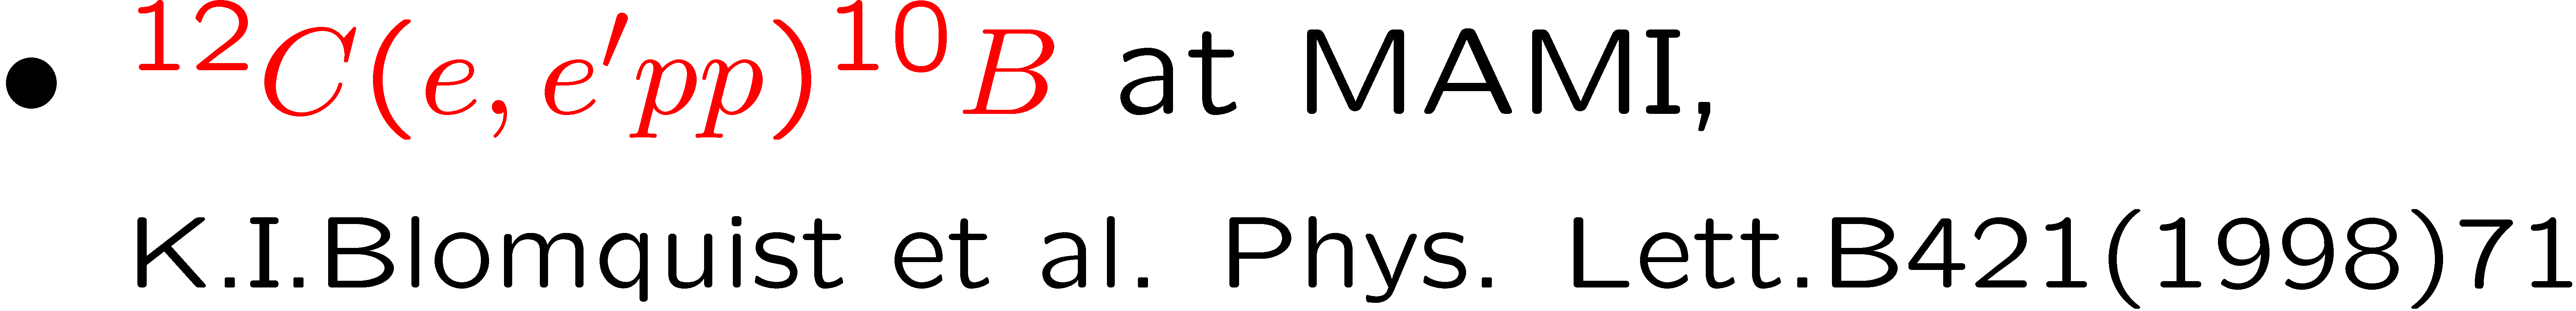 • ¹²C(e, e′pp)¹⁰B at MAMI,
K.I.Blomquist et al. Phys. Lett.B421(1998)71